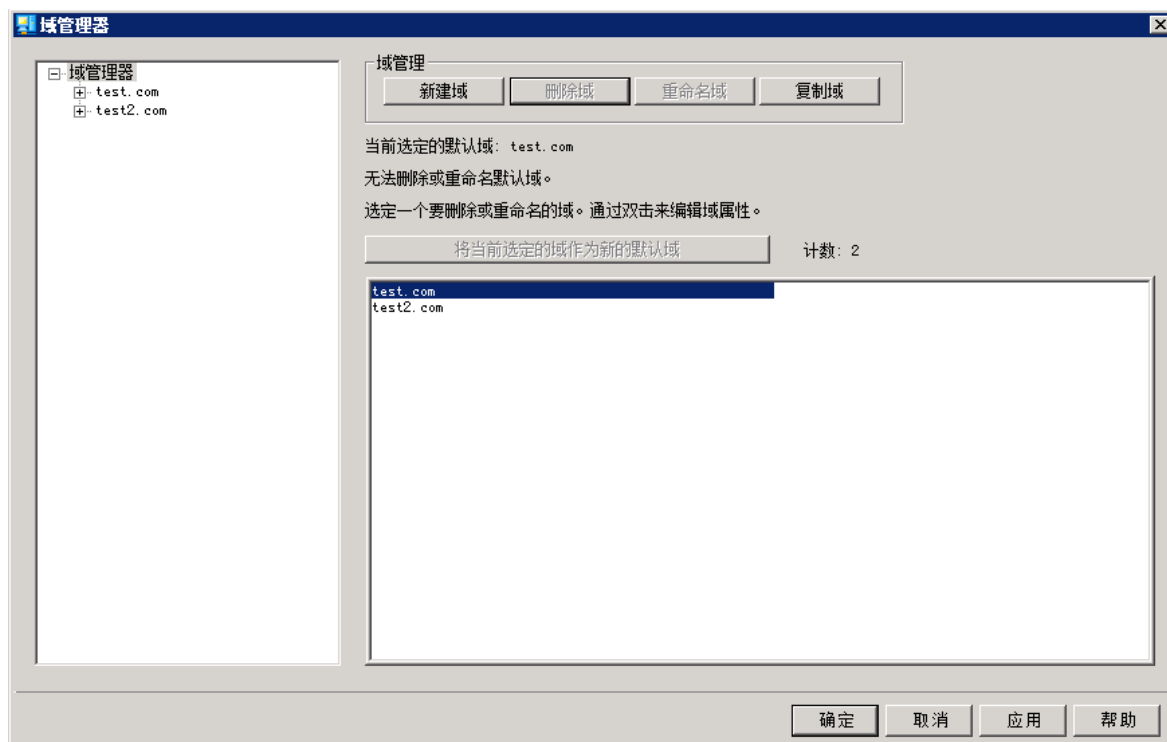 域管理器
域管理器
test.com
test2.com
域管理
新建域 删除域 重命名域 复制域
当前选定的默认域: test.com
无法删除或重命名默认域。
选定一个要删除或重命名的域。通过双击来编辑域属性。
将当前选定的域作为新的默认域 计数: 2
test.com
test2.com
确定 取消 应用 帮助